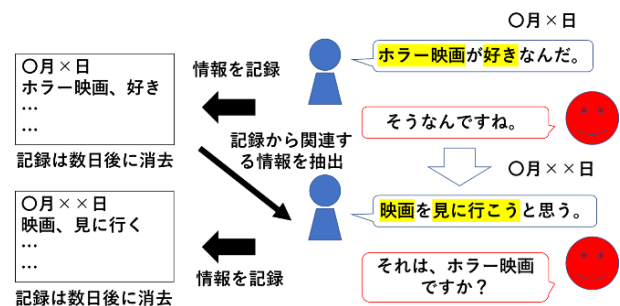 〇月×日
ホラー映画、好き
…
…
記録は数日後に消去
情報を記録
〇月×日
ホラー映画が好きなんだ。
そうなんですね。
記録から関連す
る情報を抽出
〇月××日
映画を見に行こうと思う。
それは、ホラー映画
ですか？
〇月××日
映画、見に行く
…
…
記録は数日後に消去
情報を記録